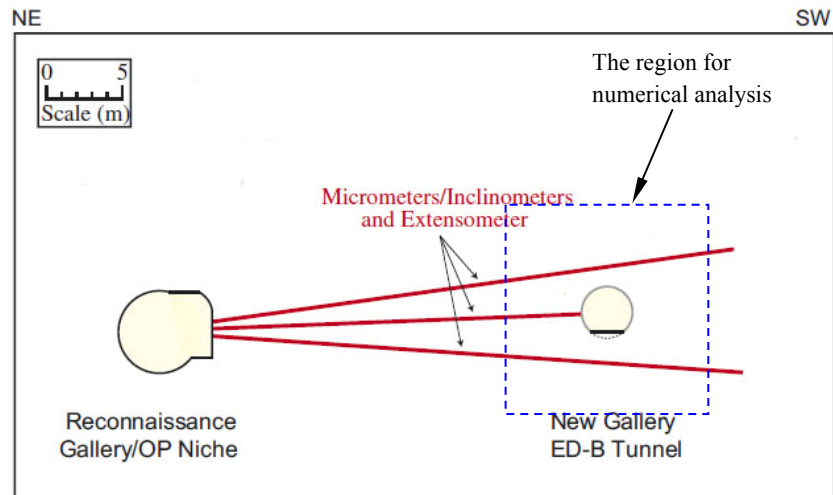 NE
SW
0 5
Scale (m)
The region for
numerical analysis
Micrometers/Inclinometers
and Extensometer
Reconnaissance
Gallery/OP Niche
New Gallery
ED-B Tunnel